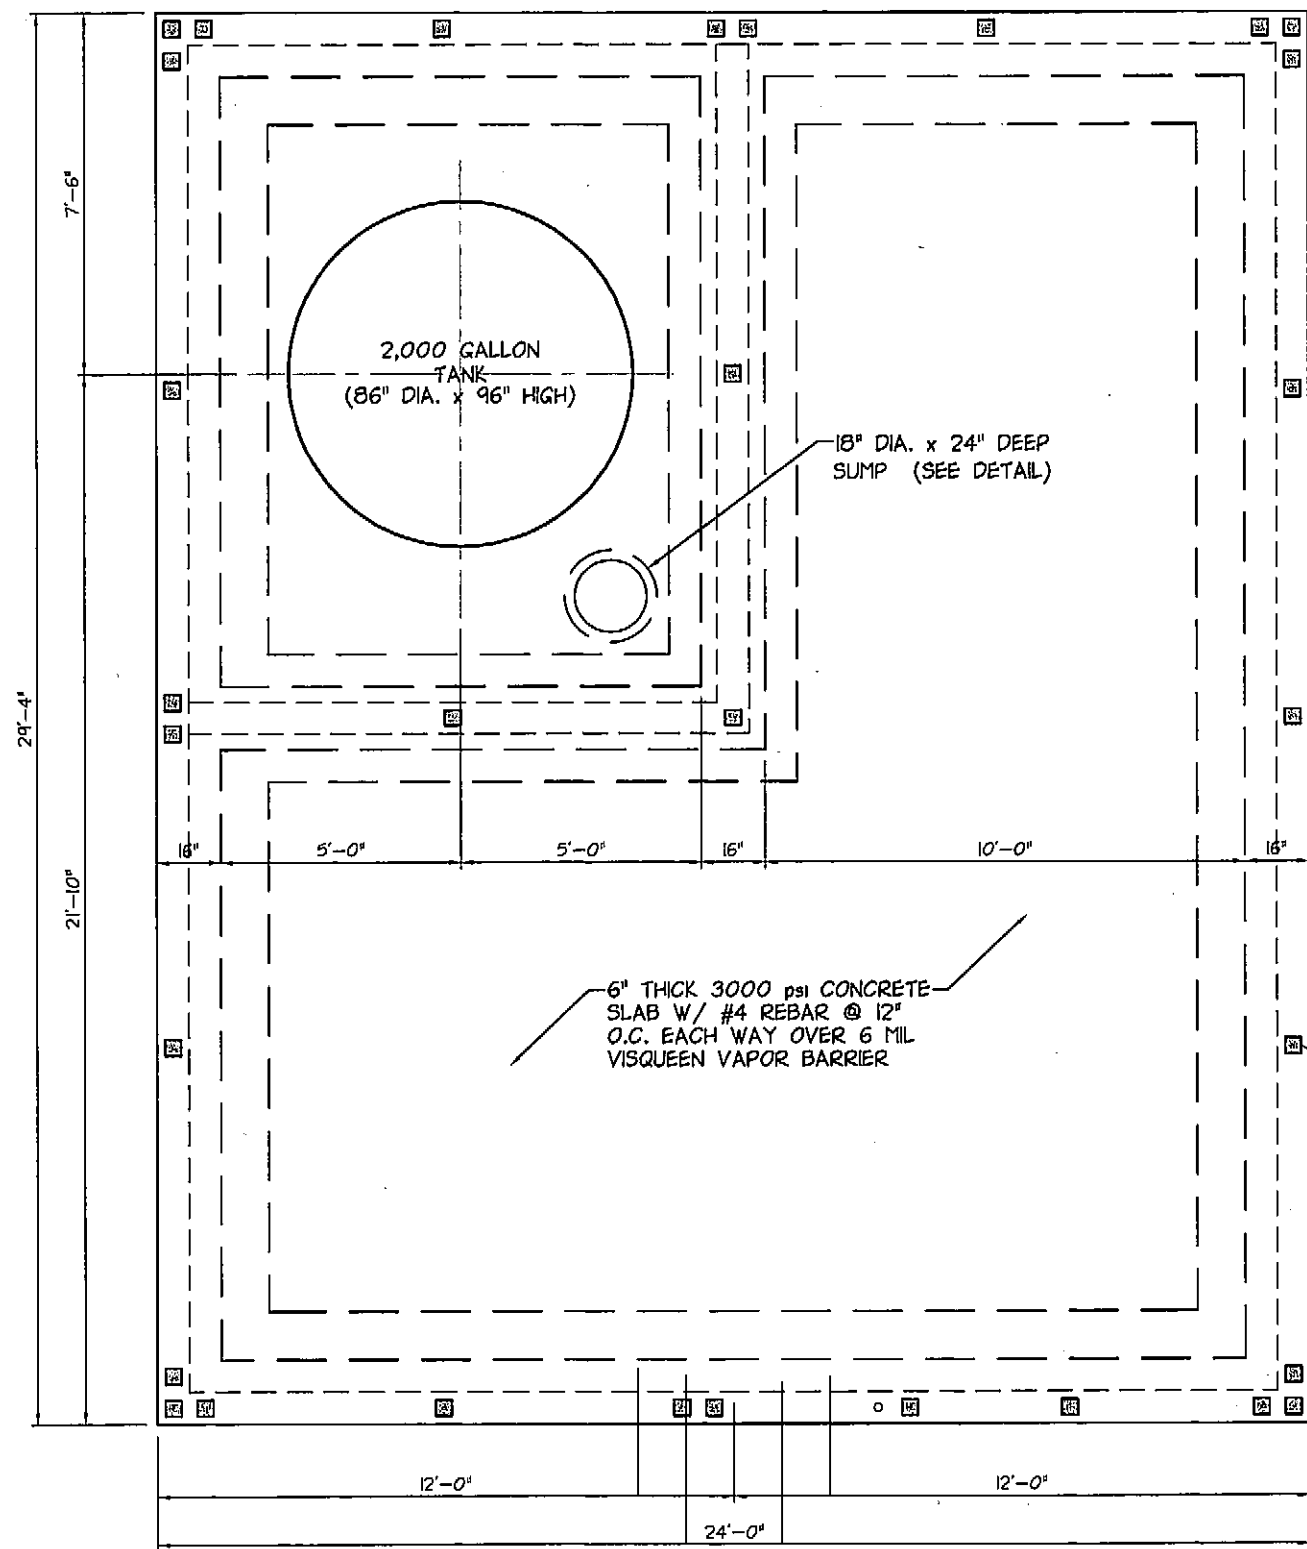 7'-6"
2,000 GALLON
TANK
(86" DIA. x 96" HIGH)
18" DIA. x 24" DEEP
SUMP (SEE DETAIL)
29'-4"
16"
5'-0"
5'-0"
16"
10'-0"
16"
21'-10"
6" THICK 3000 psi CONCRETE
SLAB W/ #4 REBAR @ 12"
O.C. EACH WAY OVER 6 MIL
VISQUEEN VAPOR BARRIER
12'-0"
12'-0"
24'-0"